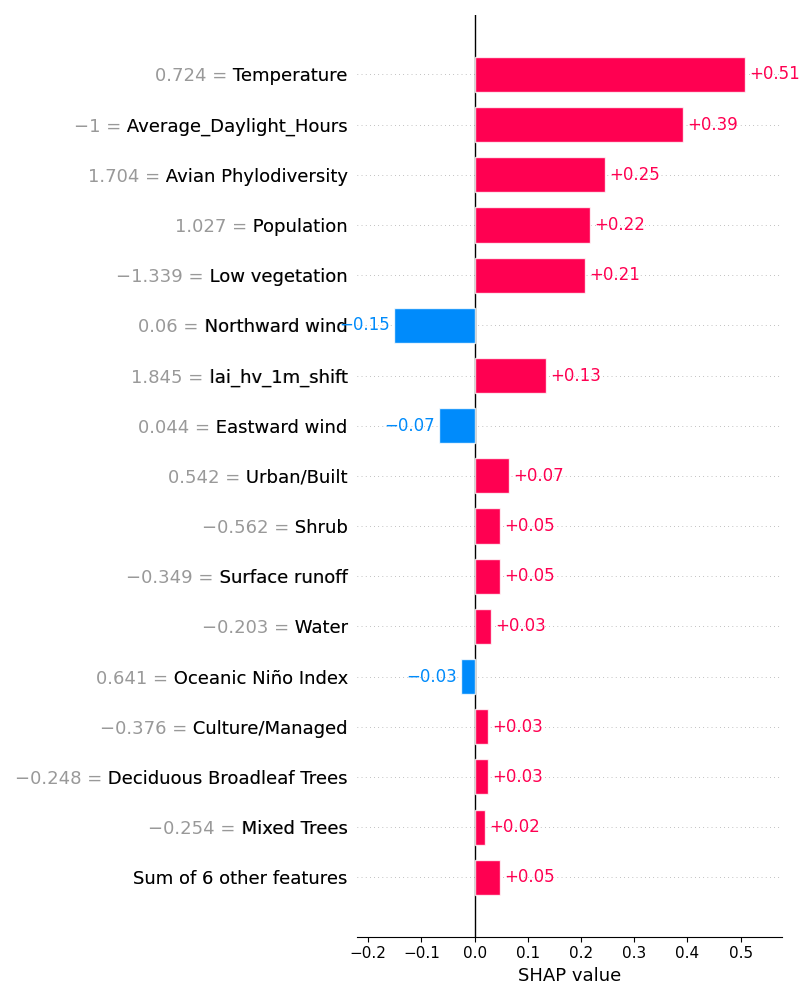 0.724 = Temperature +0.51
−1 = Average_Daylight_Hours +0.39
1.704 = Avian Phylodiversity +0.25
1.027 = Population +0.22
−1.339 = Low vegetation +0.21
0.06 = Northward wind −0.15
1.845 = lai_hv_1m_shift +0.13
0.044 = Eastward wind −0.07
0.542 = Urban/Built +0.07
−0.562 = Shrub +0.05
−0.349 = Surface runoff +0.05
−0.203 = Water +0.03
0.641 = Oceanic Niño Index −0.03
−0.376 = Culture/Managed +0.03
−0.248 = Deciduous Broadleaf Trees +0.03
−0.254 = Mixed Trees +0.02
Sum of 6 other features +0.05
−0.2 −0.1 0.0 0.1 0.2 0.3 0.4 0.5
SHAP value